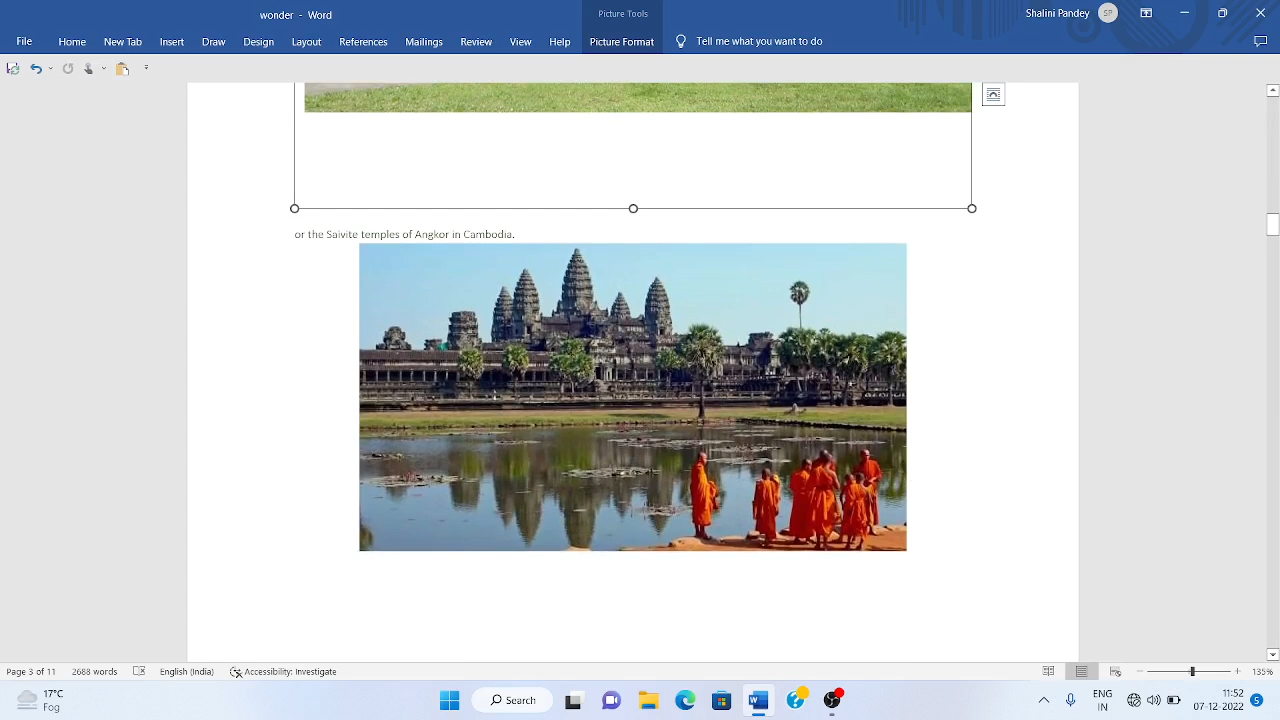 wonder - Word
Picture Tools
Shalini Pandey
SP
File
Home
New Tab
Insert
Draw
Design
Layout
References
Mailings
Review
View
Help
Picture Format
Tell me what you want to do
or the Saivite temples of Angkor in Cambodia.
Page 3 of 11
2688 words
English (India)
Accessibility: Investigate
135%
17°C
Fog
Search
ENG
IN
11:52
07-12-2022
5